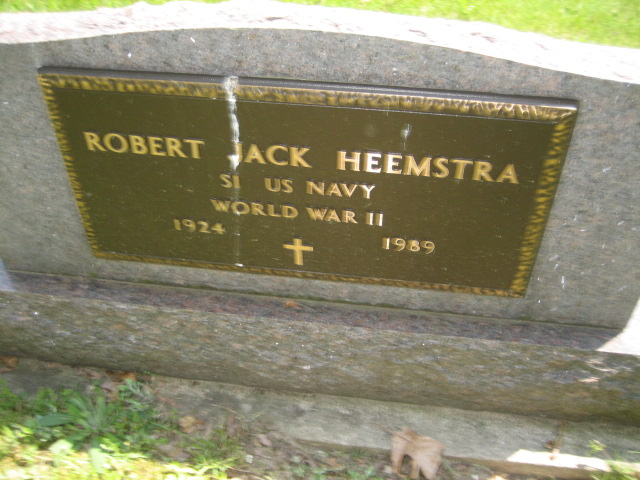 ROBERT JACK HEEMSTRA
S1 US NAVY
WORLD WAR II
1924 1989